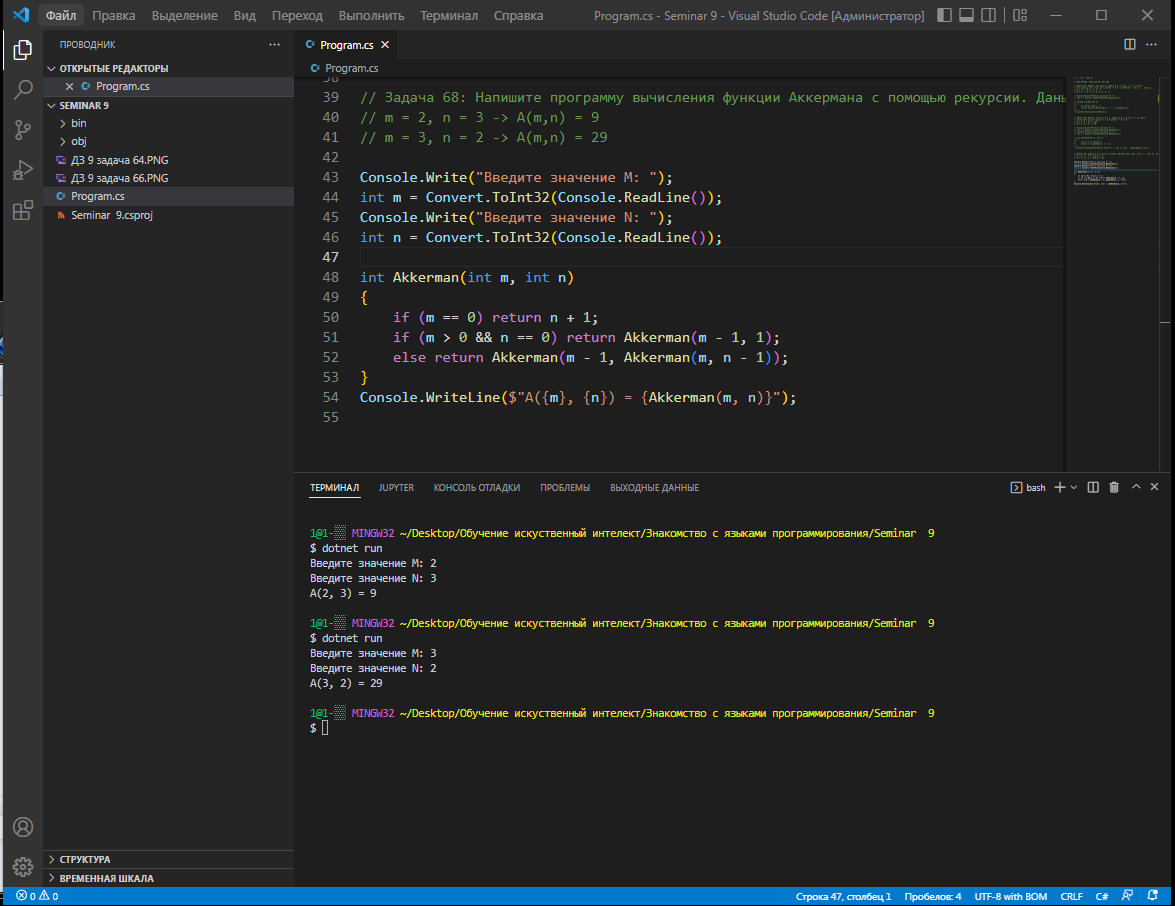 Файл Правка Выделение Вид Переход Выполнить Терминал Справка Program.cs - Seminar 9 - Visual Studio Code [Администратор]
ПРОВОДНИК
ОТКРЫТЫЕ РЕДАКТОРЫ
Program.cs
SEMINAR 9
bin
obj
ДЗ 9 задача 64.PNG
ДЗ 9 задача 66.PNG
Program.cs
Seminar 9.csproj
СТРУКТУРА
ВРЕМЕННАЯ ШКАЛА
Program.cs
Program.cs
38
39 // Задача 68: Напишите программу вычисления функции Аккермана с помощью рекурсии. Даны
40 // m = 2, n = 3 -> A(m,n) = 9
41 // m = 3, n = 2 -> A(m,n) = 29
42
43 Console.Write("Введите значение M: ");
44 int m = Convert.ToInt32(Console.ReadLine());
45 Console.Write("Введите значение N: ");
46 int n = Convert.ToInt32(Console.ReadLine());
47
48 int Akkerman(int m, int n)
49 {
50 if (m == 0) return n + 1;
51 if (m > 0 && n == 0) return Akkerman(m - 1, 1);
52 else return Akkerman(m - 1, Akkerman(m, n - 1));
53 }
54 Console.WriteLine($"A({m}, {n}) = {Akkerman(m, n)}");
55
ТЕРМИНАЛ JUPYTER КОНСОЛЬ ОТЛАДКИ ПРОБЛЕМЫ ВЫХОДНЫЕ ДАННЫЕ bash
1@1-░░ MINGW32 ~/Desktop/Обучение искуственный интелект/Знакомство с языками программирования/Seminar 9
$ dotnet run
Введите значение M: 2
Введите значение N: 3
A(2, 3) = 9
1@1-░░ MINGW32 ~/Desktop/Обучение искуственный интелект/Знакомство с языками программирования/Seminar 9
$ dotnet run
Введите значение M: 3
Введите значение N: 2
A(3, 2) = 29
1@1-░░ MINGW32 ~/Desktop/Обучение искуственный интелект/Знакомство с языками программирования/Seminar 9
$
0 0 Строка 47, столбец 1 Пробелов: 4 UTF-8 with BOM CRLF C#